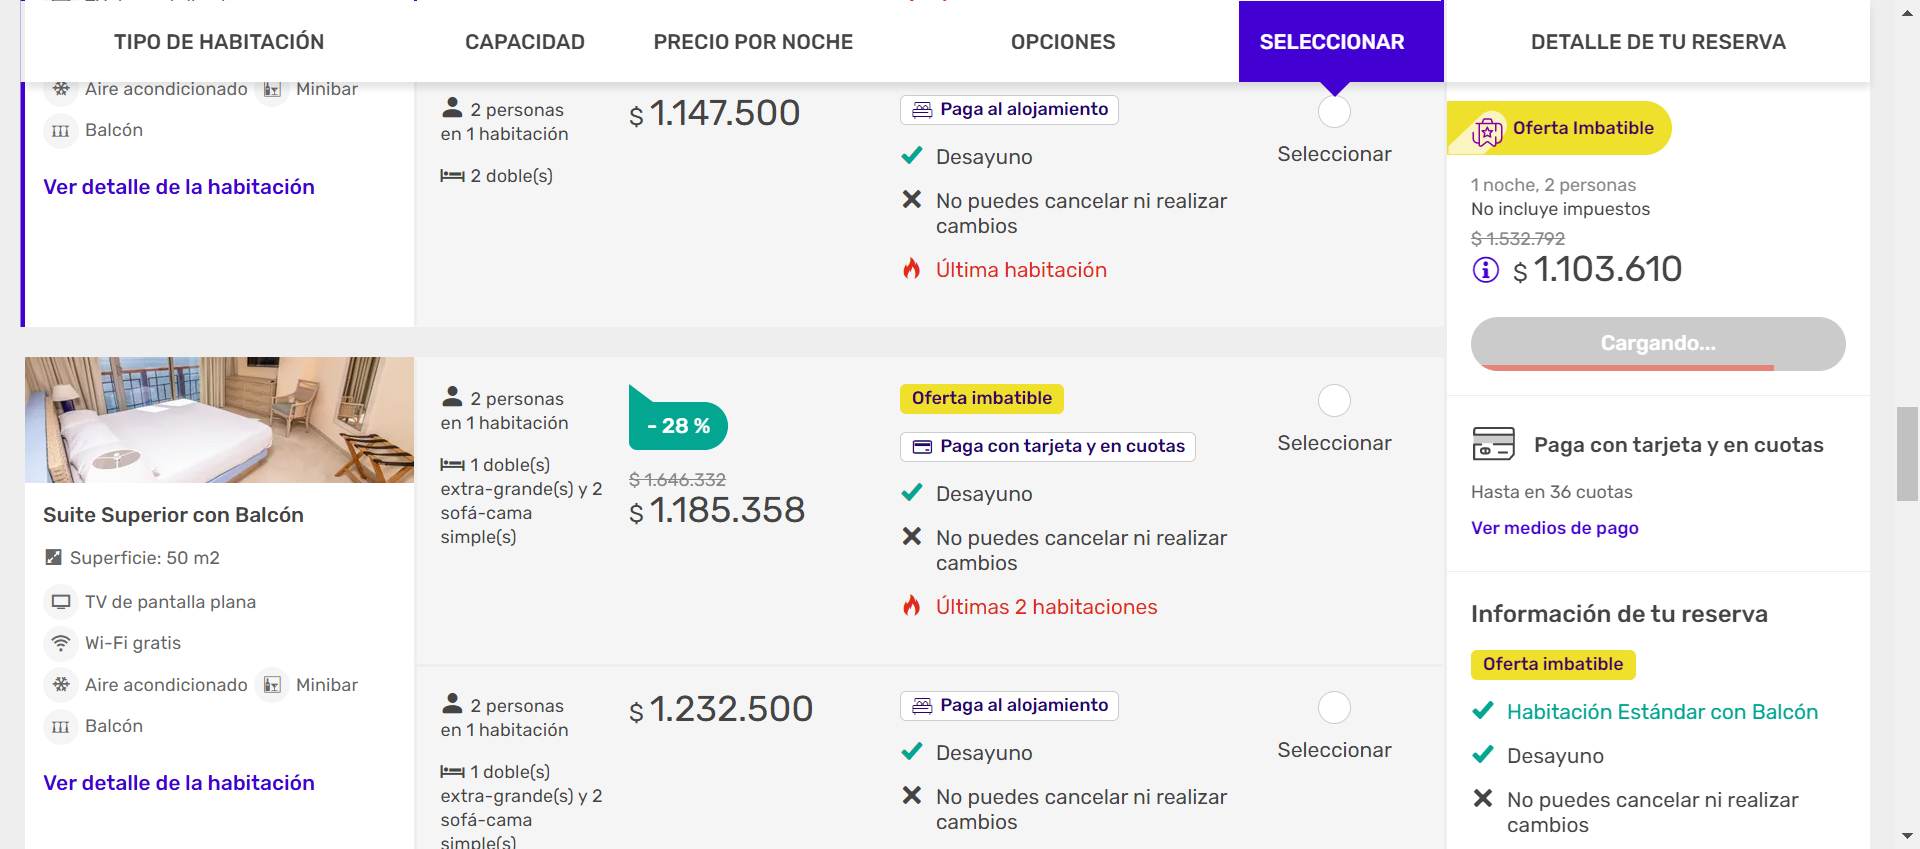 TIPO DE HABITACIÓN
CAPACIDAD
PRECIO POR NOCHE
OPCIONES
SELECCIONAR
DETALLE DE TU RESERVA
Aire acondicionado
Minibar
Balcón
Ver detalle de la habitación
2 personas
en 1 habitación
2 doble(s)
$ 1.147.500
Paga al alojamiento
Desayuno
No puedes cancelar ni realizar
cambios
Última habitación
Seleccionar
Suite Superior con Balcón
Superficie: 50 m2
TV de pantalla plana
Wi-Fi gratis
Aire acondicionado
Minibar
Balcón
Ver detalle de la habitación
2 personas
en 1 habitación
1 doble(s)
extra-grande(s) y 2
sofá-cama
simple(s)
- 28 %
$ 1.646.332
$ 1.185.358
Oferta imbatible
Paga con tarjeta y en cuotas
Desayuno
No puedes cancelar ni realizar
cambios
Últimas 2 habitaciones
Seleccionar
2 personas
en 1 habitación
1 doble(s)
extra-grande(s) y 2
sofá-cama
simple(s)
$ 1.232.500
Paga al alojamiento
Desayuno
No puedes cancelar ni realizar
cambios
Seleccionar
Oferta Imbatible
1 noche, 2 personas
No incluye impuestos
$ 1.532.792
$ 1.103.610
Cargando...
Paga con tarjeta y en cuotas
Hasta en 36 cuotas
Ver medios de pago
Información de tu reserva
Oferta imbatible
Habitación Estándar con Balcón
Desayuno
No puedes cancelar ni realizar
cambios